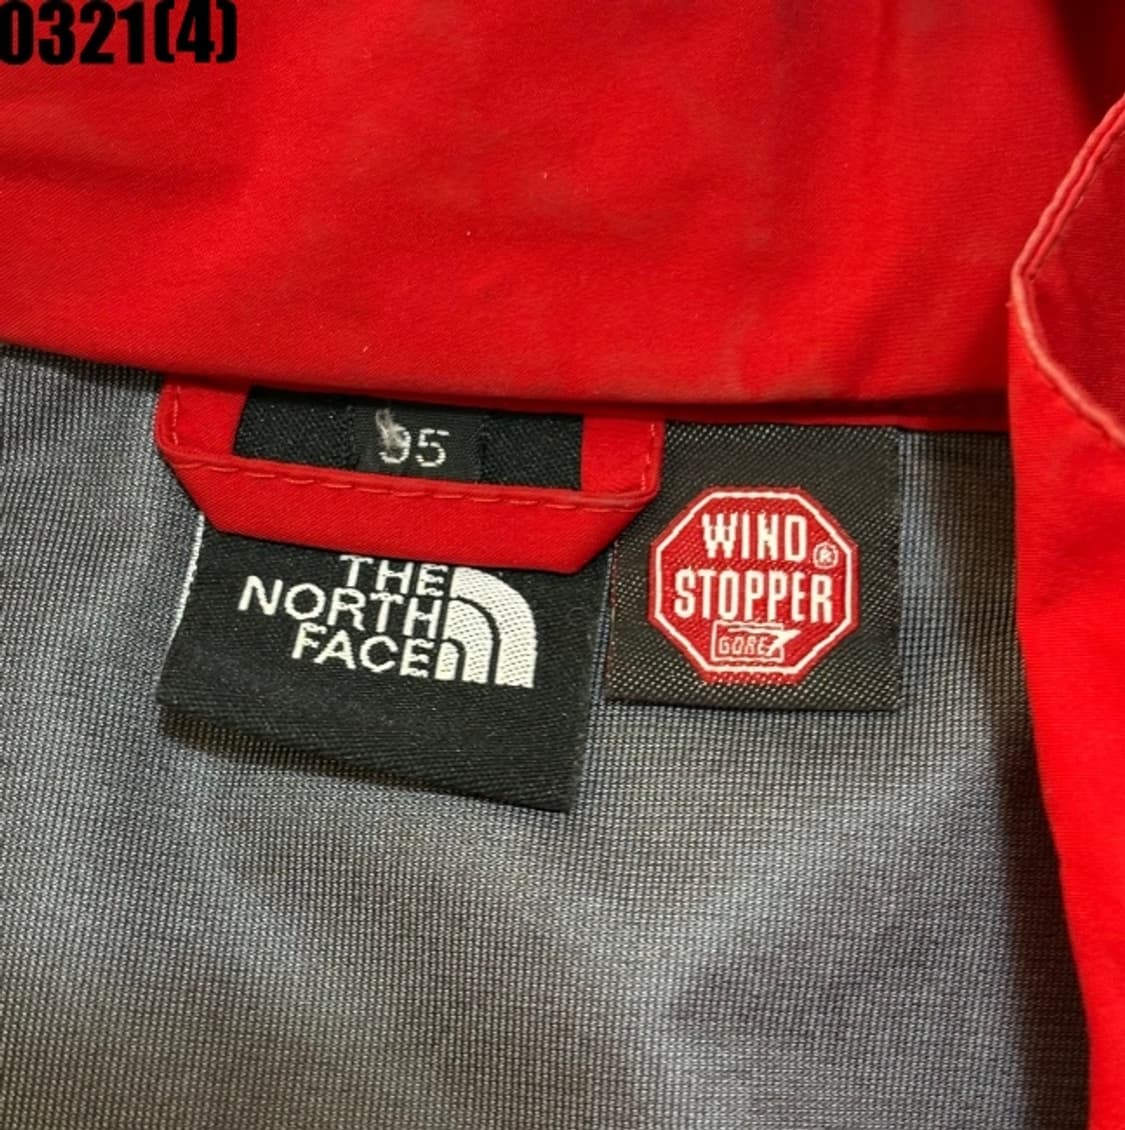 0321(4)
95
THE
NORTH
FACE
WIND
STOPPER®
GORE